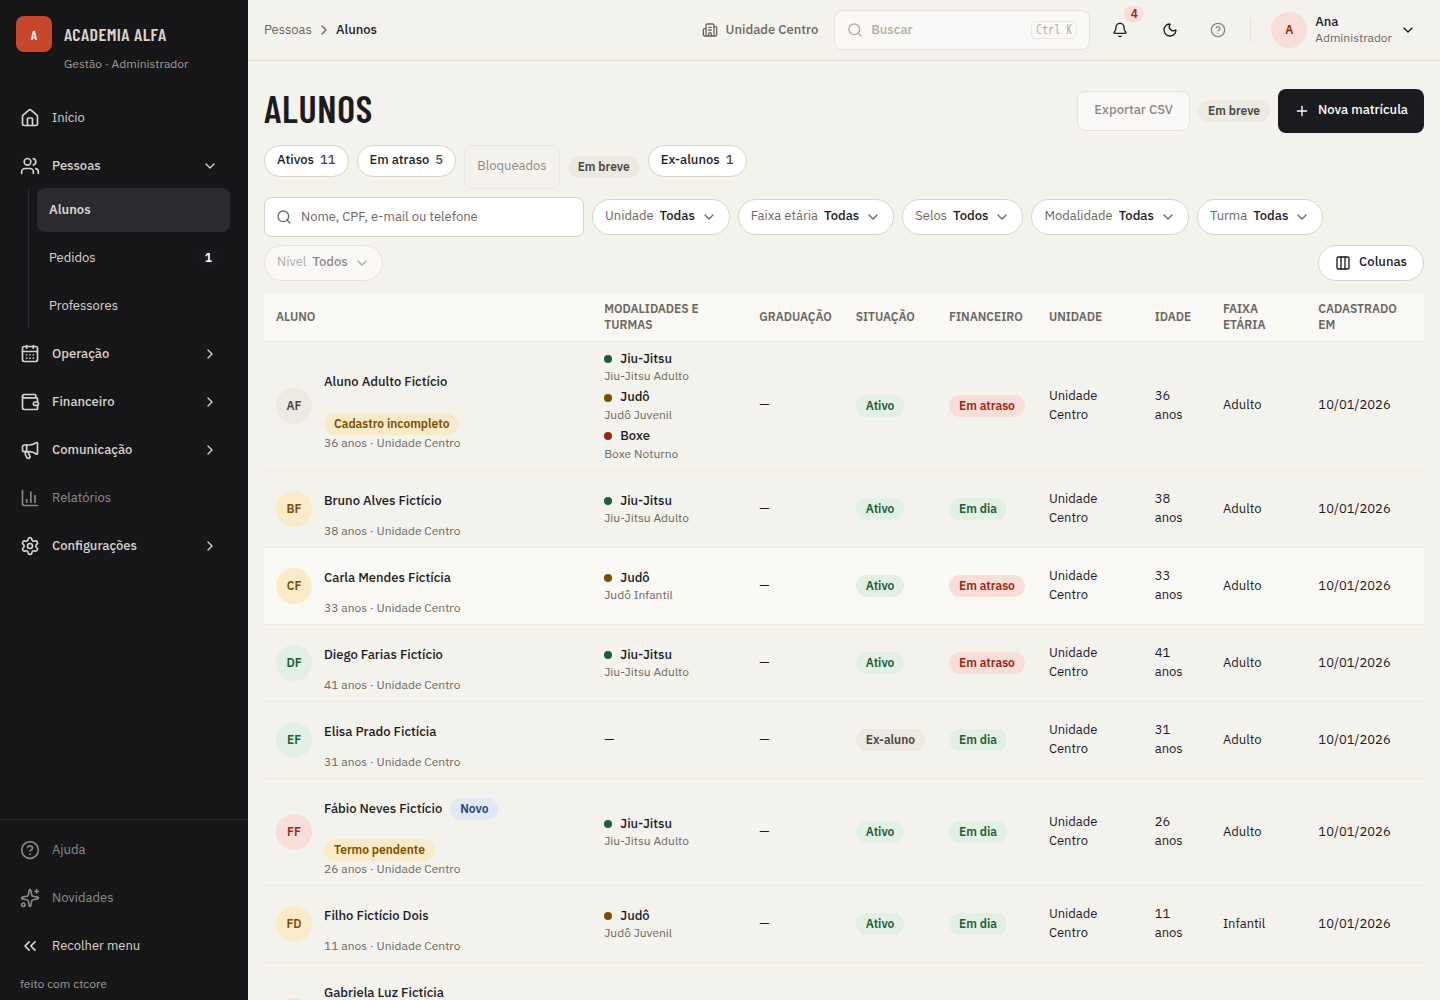 A
ACADEMIA ALFA
Gestão · Administrador
Início
Pessoas
Alunos
Pedidos 1
Professores
Operação
Financeiro
Comunicação
Relatórios
Configurações
Ajuda
Novidades
Recolher menu
feito com ctcore
Pessoas Alunos
Unidade Centro
Buscar Ctrl K
4
A
Ana
Administrador
ALUNOS
Exportar CSV Em breve Nova matrícula
Ativos 11 Em atraso 5 Bloqueados Em breve Ex-alunos 1
Nome, CPF, e-mail ou telefone Unidade Todas Faixa etária Todas Selos Todos Modalidade Todas Turma Todas
Nível Todos Colunas
ALUNO MODALIDADES E TURMAS GRADUAÇÃO SITUAÇÃO FINANCEIRO UNIDADE IDADE FAIXA ETÁRIA CADASTRADO EM
AF
Aluno Adulto Fictício
Cadastro incompleto
36 anos · Unidade Centro
Jiu-Jitsu
Jiu-Jitsu Adulto
Judô
Judô Juvenil
Boxe
Boxe Noturno
— Ativo Em atraso Unidade Centro 36 anos Adulto 10/01/2026
BF
Bruno Alves Fictício
38 anos · Unidade Centro
Jiu-Jitsu
Jiu-Jitsu Adulto
— Ativo Em dia Unidade Centro 38 anos Adulto 10/01/2026
CF
Carla Mendes Fictícia
33 anos · Unidade Centro
Judô
Judô Infantil
— Ativo Em atraso Unidade Centro 33 anos Adulto 10/01/2026
DF
Diego Farias Fictício
41 anos · Unidade Centro
Jiu-Jitsu
Jiu-Jitsu Adulto
— Ativo Em atraso Unidade Centro 41 anos Adulto 10/01/2026
EF
Elisa Prado Fictícia
31 anos · Unidade Centro
— — Ex-aluno Em dia Unidade Centro 31 anos Adulto 10/01/2026
FF
Fábio Neves Fictício Novo
Termo pendente
26 anos · Unidade Centro
Jiu-Jitsu
Jiu-Jitsu Adulto
— Ativo Em dia Unidade Centro 26 anos Adulto 10/01/2026
FD
Filho Fictício Dois
11 anos · Unidade Centro
Judô
Judô Juvenil
— Ativo Em dia Unidade Centro 11 anos Infantil 10/01/2026
Gabriela Luz Fictícia